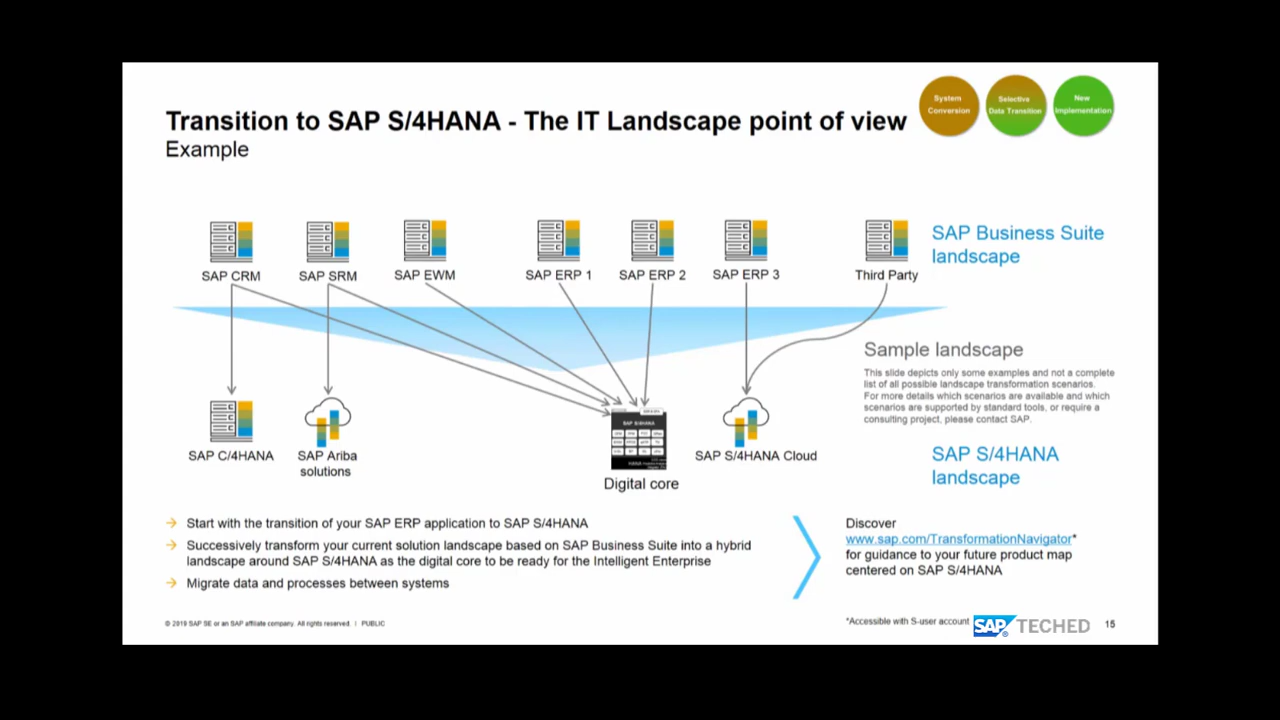 System
Conversion
Selective
Data Transition
New
Implementation
Transition to SAP S/4HANA - The IT Landscape point of view
Example
SAP CRM
SAP SRM
SAP EWM
SAP ERP 1
SAP ERP 2
SAP ERP 3
Third Party
SAP Business Suite
landscape
Sample landscape
This slide depicts only some examples and not a complete
list of all possible landscape transformation scenarios.
For more details which scenarios are available and which
scenarios are supported by standard tools, or require a
consulting project, please contact SAP.
SAP S/4HANA
SAP C/4HANA
SAP Ariba
solutions
Digital core
SAP S/4HANA Cloud
SAP S/4HANA
landscape
→ Start with the transition of your SAP ERP application to SAP S/4HANA
→ Successively transform your current solution landscape based on SAP Business Suite into a hybrid
landscape around SAP S/4HANA as the digital core to be ready for the Intelligent Enterprise
→ Migrate data and processes between systems
Discover
www.sap.com/TransformationNavigator*
for guidance to your future product map
centered on SAP S/4HANA
© 2019 SAP SE or an SAP affiliate company. All rights reserved. | PUBLIC
*Accessible with S-user account
SAP TECHED
15